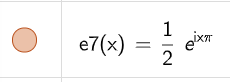 e7(x) = 1/2 e^(ixπ)